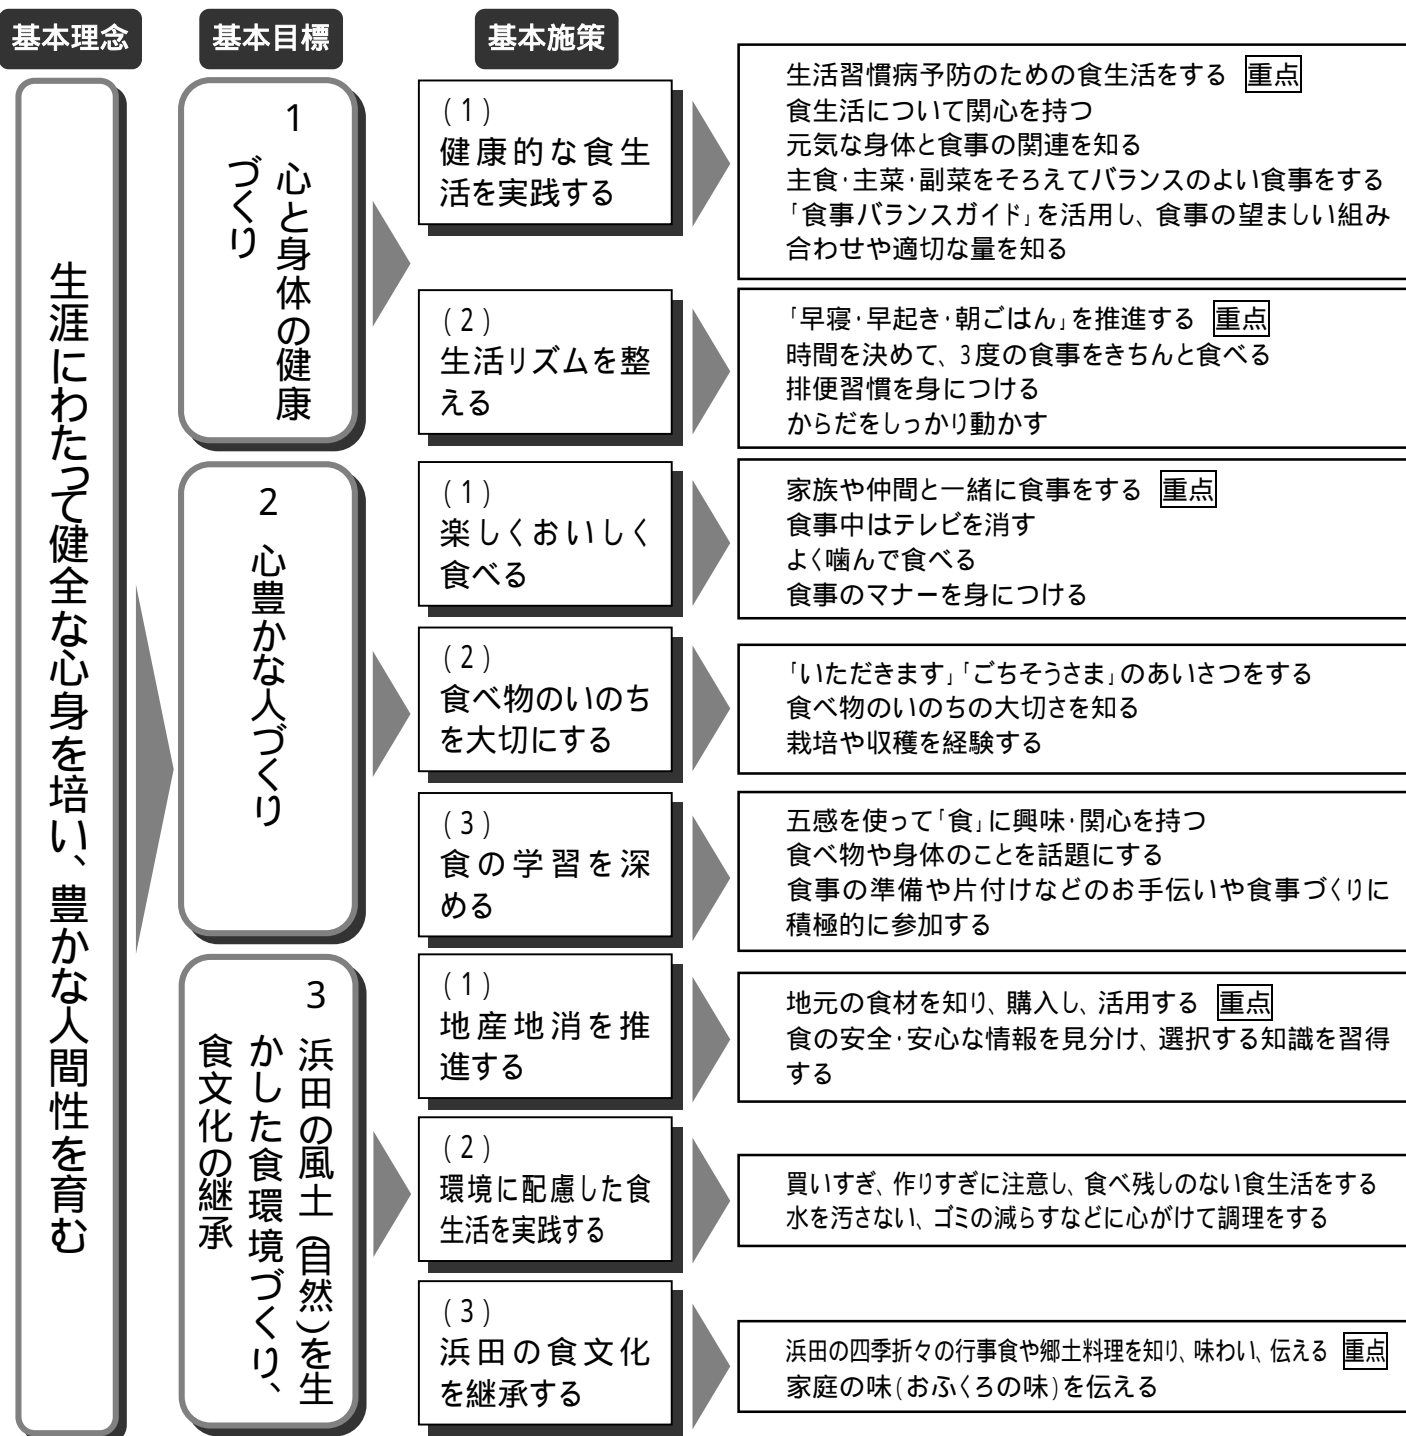 基本理念
基本目標
基本施策
生涯にわたって健全な心身を培い、豊かな人間性を育む
1 心と身体の健康
づくり
(1)
健康的な食生
活を実践する
生活習慣病予防のための食生活をする 重点
食生活について関心を持つ
元気な身体と食事の関連を知る
主食・主菜・副菜をそろえてバランスのよい食事をする
「食事バランスガイド」を活用し、食事の望ましい組み
合わせや適切な量を知る
(2)
生活リズムを整
える
「早寝・早起き・朝ごはん」を推進する 重点
時間を決めて、3度の食事をきちんと食べる
排便習慣を身につける
からだをしっかり動かす
2 心豊かな人づくり
(1)
楽しくおいしく
食べる
家族や仲間と一緒に食事をする 重点
食事中はテレビを消す
よく噛んで食べる
食事のマナーを身につける
(2)
食べ物のいのち
を大切にする
「いただきます」「ごちそうさま」のあいさつをする
食べ物のいのちの大切さを知る
栽培や収穫を経験する
(3)
食の学習を深
める
五感を使って「食」に興味・関心を持つ
食べ物や身体のことを話題にする
食事の準備や片付けなどのお手伝いや食事づくりに
積極的に参加する
3 浜田の風土(自然)を生
かした食環境づくり、
食文化の継承
(1)
地産地消を推
進する
地元の食材を知り、購入し、活用する 重点
食の安全・安心な情報を見分け、選択する知識を習得
する
(2)
環境に配慮した食
生活を実践する
買いすぎ、作りすぎに注意し、食べ残しのない食生活をする
水を汚さない、ゴミの減らすなどに心がけて調理をする
(3)
浜田の食文化
を継承する
浜田の四季折々の行事食や郷土料理を知り、味わい、伝える 重点
家庭の味(おふくろの味)を伝える